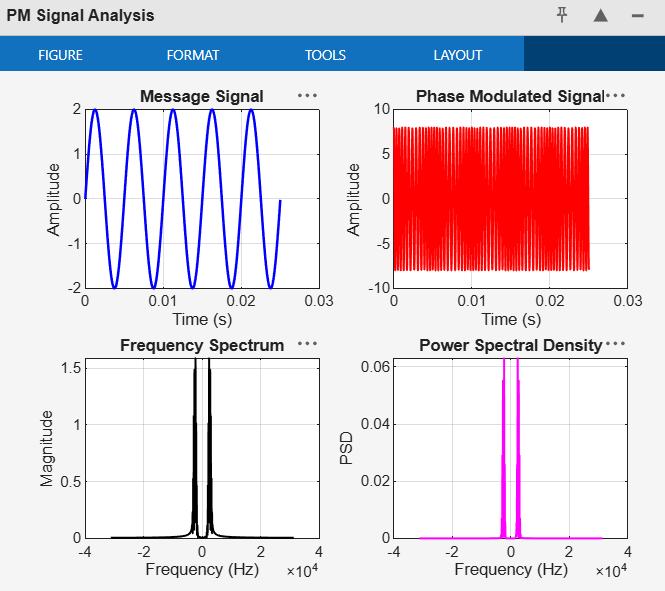 PM Signal Analysis
FIGURE FORMAT TOOLS LAYOUT
Message Signal
2
1
0
-1
-2
Amplitude
0 0.01 0.02 0.03
Time (s)
Phase Modulated Signal
10
5
0
-5
-10
Amplitude
0 0.01 0.02 0.03
Time (s)
Frequency Spectrum
1.5
1
0.5
0
Magnitude
-4 -2 0 2 4
Frequency (Hz) ×10⁴
Power Spectral Density
0.06
0.04
0.02
0
PSD
-4 -2 0 2 4
Frequency (Hz) ×10⁴